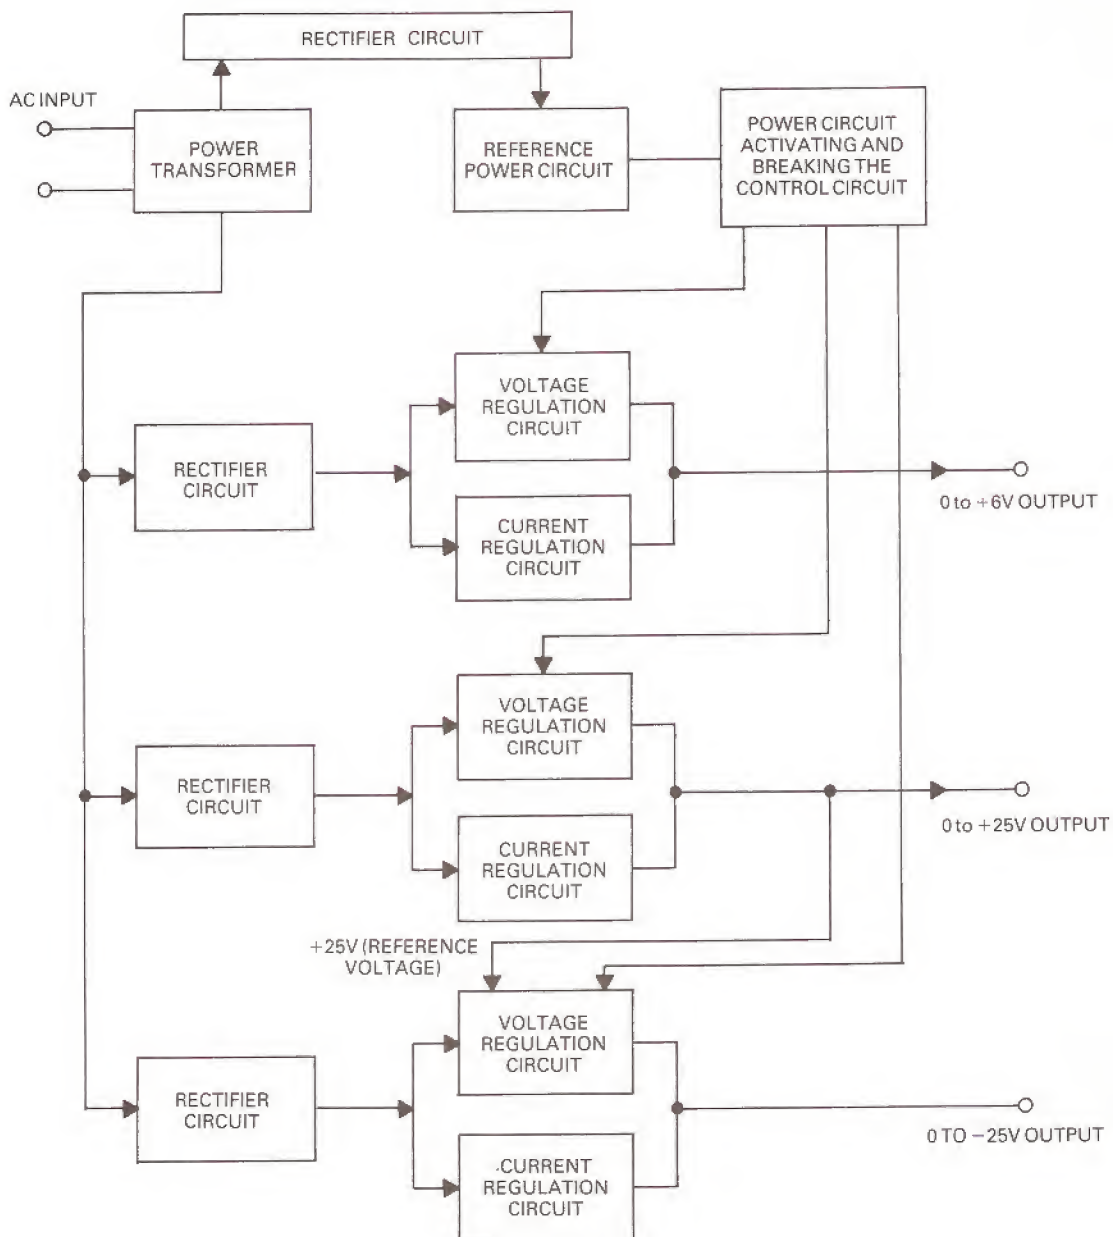 RECTIFIER CIRCUIT
AC INPUT
POWER
TRANSFORMER
REFERENCE
POWER CIRCUIT
POWER CIRCUIT
ACTIVATING AND
BREAKING THE
CONTROL CIRCUIT
VOLTAGE
REGULATION
CIRCUIT
RECTIFIER
CIRCUIT
CURRENT
REGULATION
CIRCUIT
0 to +6V OUTPUT
VOLTAGE
REGULATION
CIRCUIT
RECTIFIER
CIRCUIT
CURRENT
REGULATION
CIRCUIT
0 to +25V OUTPUT
+25V (REFERENCE
VOLTAGE)
VOLTAGE
REGULATION
CIRCUIT
RECTIFIER
CIRCUIT
CURRENT
REGULATION
CIRCUIT
0 TO −25V OUTPUT